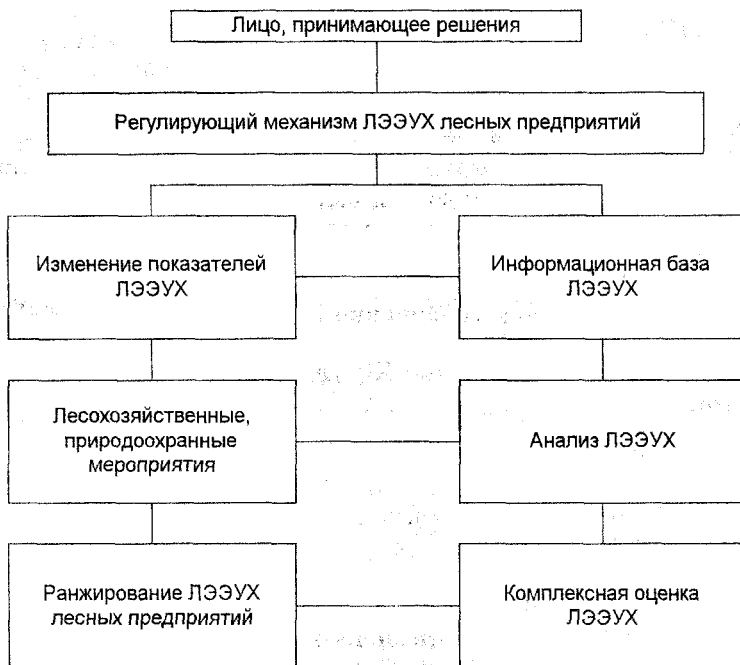 Лицо, принимающее решения
Регулирующий механизм ЛЭЭУХ лесных предприятий
Изменение показателей
ЛЭЭУХ
Информационная база
ЛЭЭУХ
Лесохозяйственные,
природоохранные
мероприятия
Анализ ЛЭЭУХ
Ранжирование ЛЭЭУХ
лесных предприятий
Комплексная оценка
ЛЭЭУХ